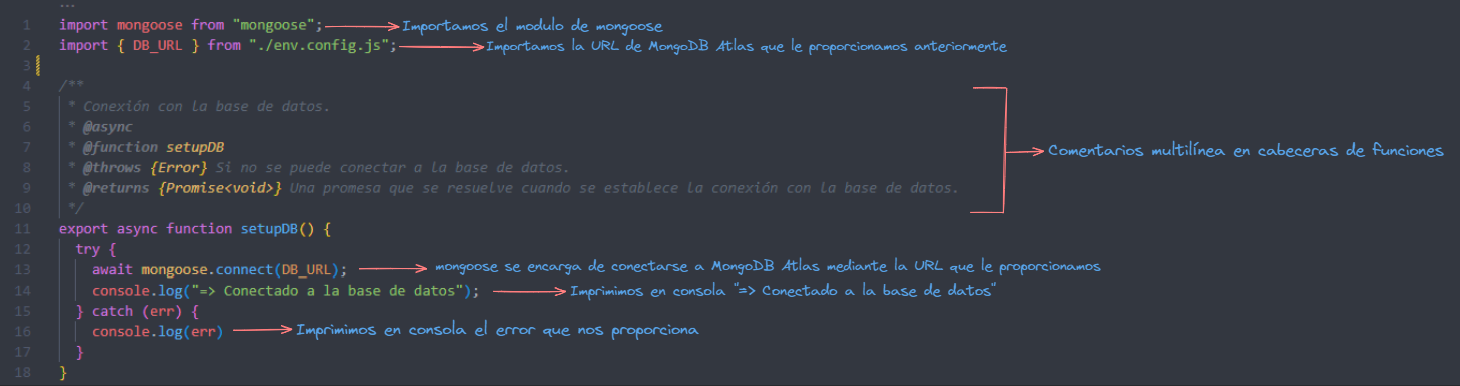 ...
1 import mongoose from "mongoose"; Importamos el modulo de mongoose
2 import { DB_URL } from "./env.config.js"; Importamos la URL de MongoDB Atlas que le proporcionamos anteriormente
3
4 /**
5 * Conexión con la base de datos.
6 * @async
7 * @function setupDB
8 * @throws {Error} Si no se puede conectar a la base de datos.
Comentarios multilínea en cabeceras de funciones
9 * @returns {Promise<void>} Una promesa que se resuelve cuando se establece la conexión con la base de datos.
10 */
11 export async function setupDB() {
12 try {
13 await mongoose.connect(DB_URL); mongoose se encarga de conectarse a MongoDB Atlas mediante la URL que le proporcionamos
14 console.log("=> Conectado a la base de datos"); Imprimimos en consola "=> Conectado a la base de datos"
15 } catch (err) {
16 console.log(err) Imprimimos en consola el error que nos proporciona
17 }
18 }